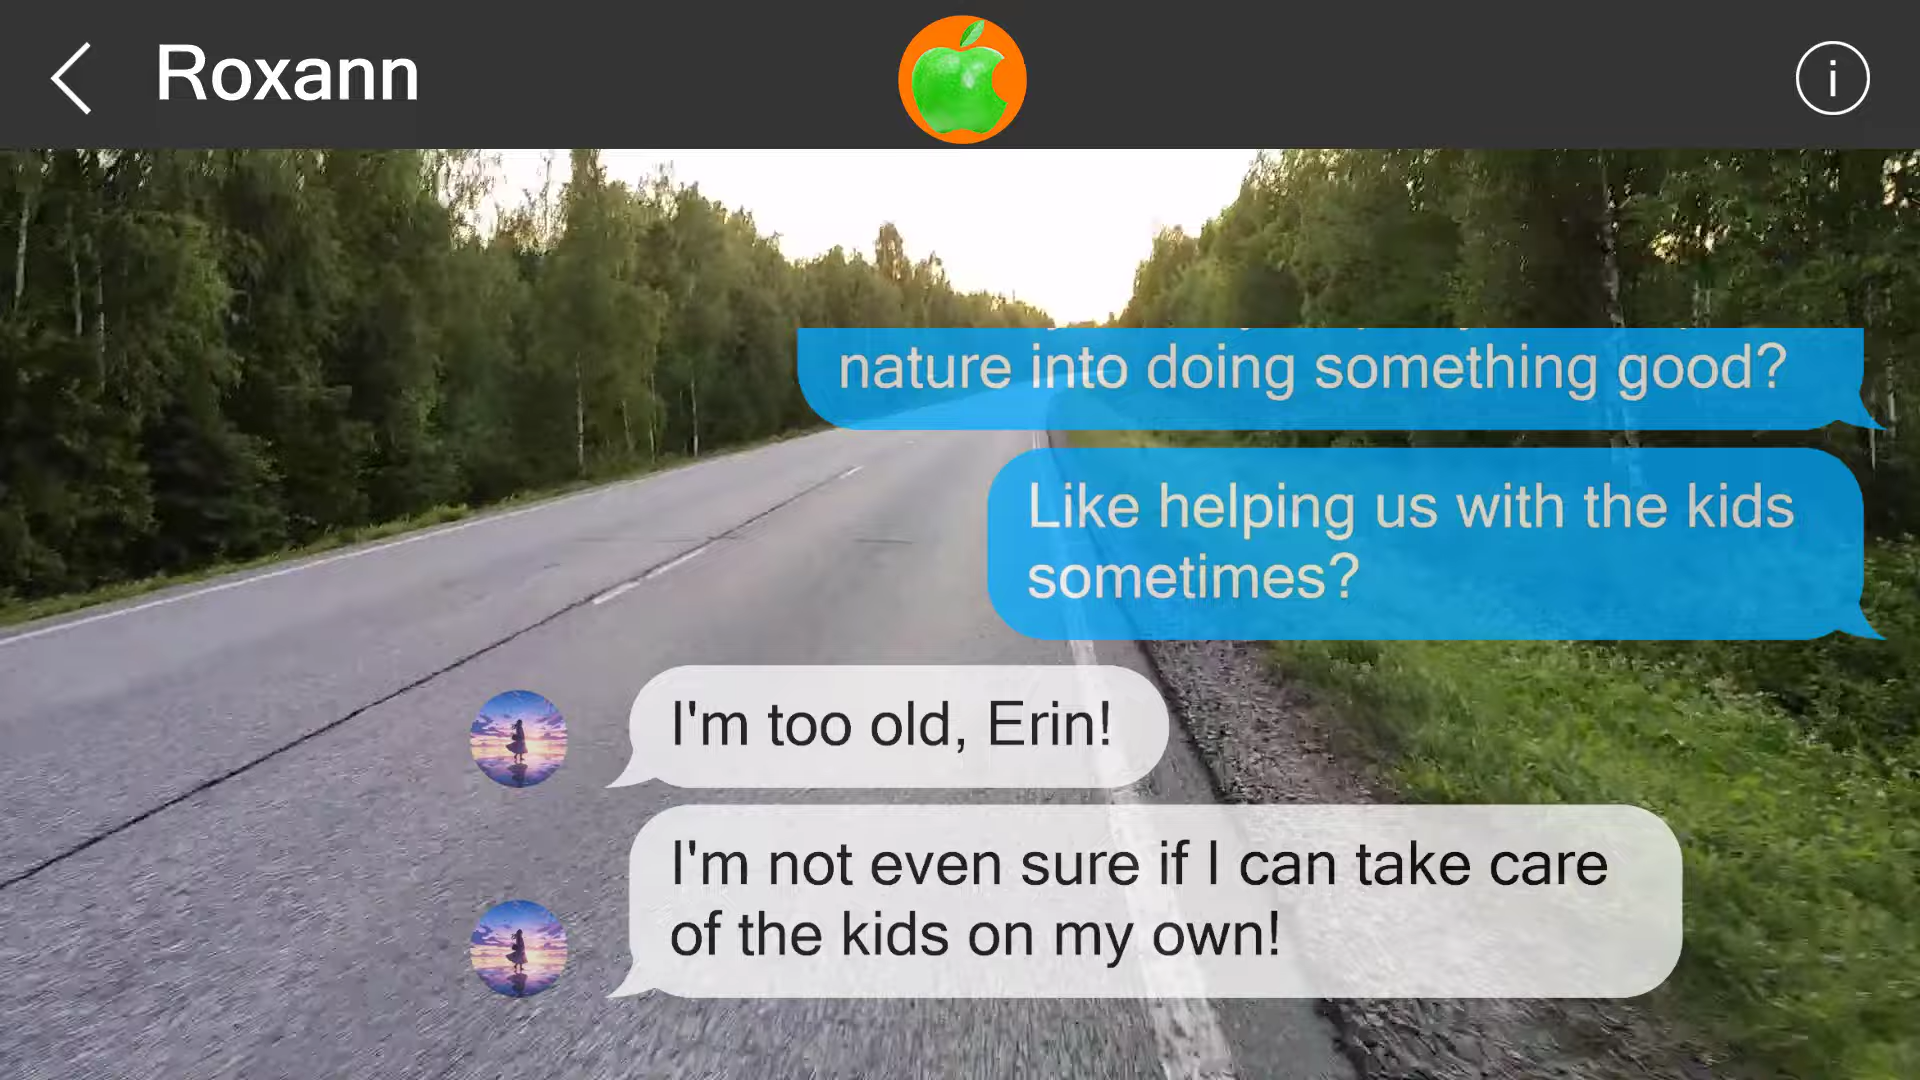 Roxann
nature into doing something good?
Like helping us with the kids
sometimes?
I'm too old, Erin!
I'm not even sure if I can take care
of the kids on my own!